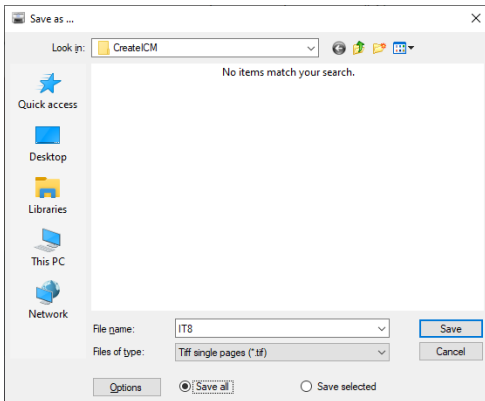 Save as ...
Look in:
CreateICM
No items match your search.
Quick access
Desktop
Libraries
This PC
Network
File name:
IT8
Save
Files of type:
Tiff single pages (*.tif)
Cancel
Options
Save all
Save selected